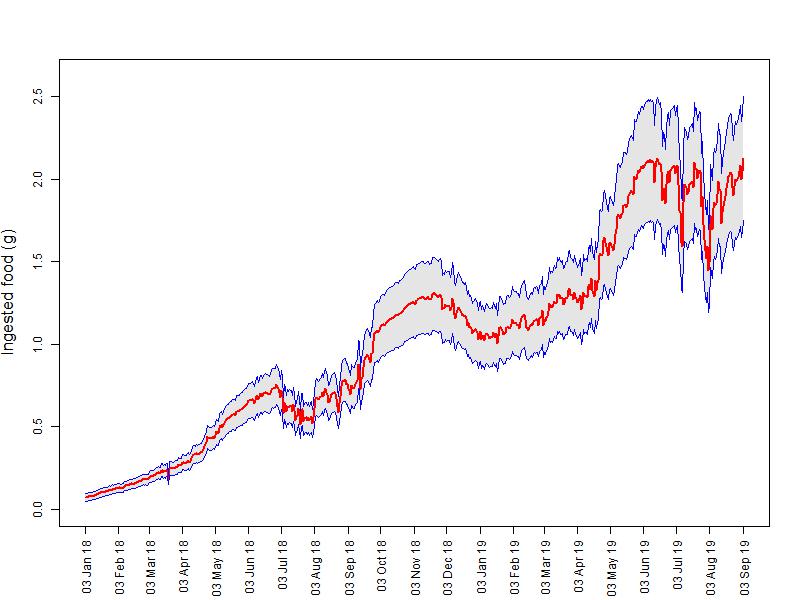 Ingested food (g)
2.5
2.0
1.5
1.0
0.5
0.0
03 Jan 18
03 Feb 18
03 Mar 18
03 Apr 18
03 May 18
03 Jun 18
03 Jul 18
03 Aug 18
03 Sep 18
03 Oct 18
03 Nov 18
03 Dec 18
03 Jan 19
03 Feb 19
03 Mar 19
03 Apr 19
03 May 19
03 Jun 19
03 Jul 19
03 Aug 19
03 Sep 19